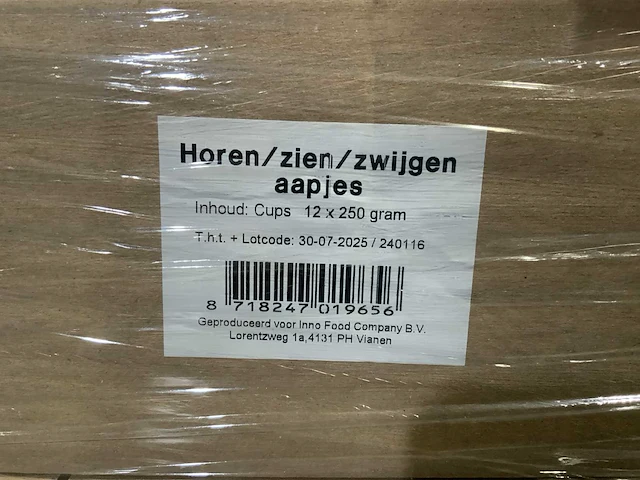 Horen/zien/zwijgen
aapjes
Inhoud: Cups 12 x 250 gram
T.h.t. + Lotcode: 30-07-2025 / 240116
8 718247 019656
Geproduceerd voor Inno Food Company B.V.
Lorentzweg 1a,4131 PH Vianen